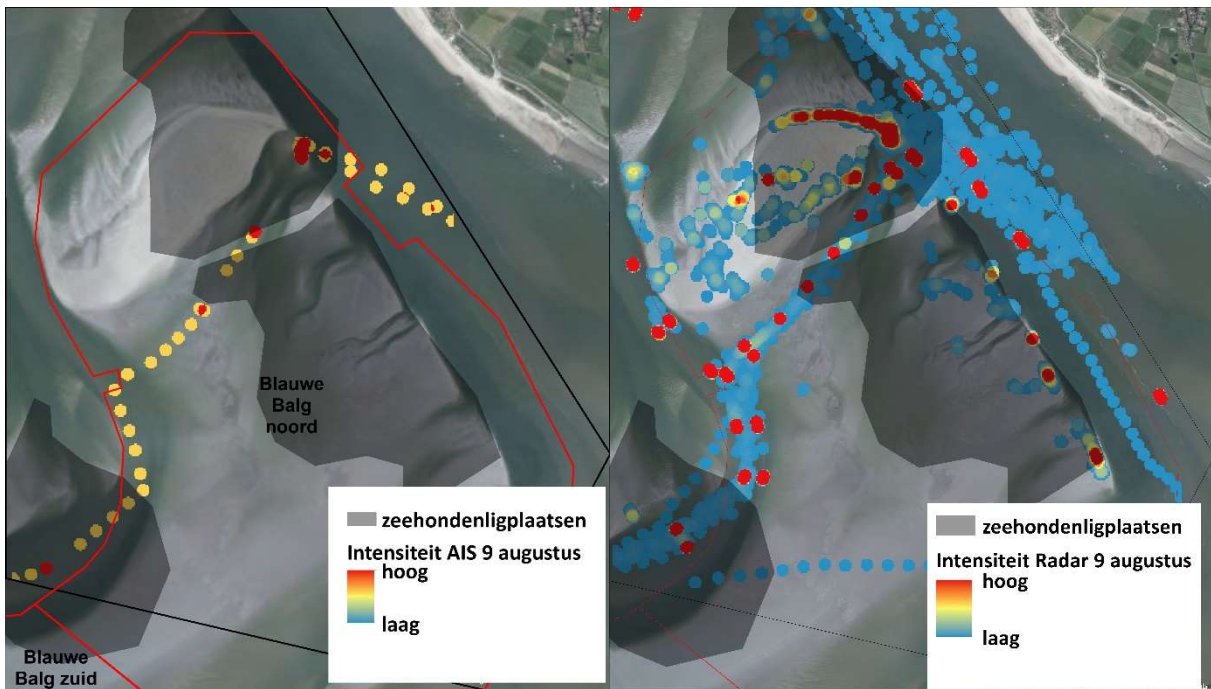 Blauwe
Balg
noord
Blauwe
Balg zuid
zeehondenligplaatsen
Intensiteit AIS 9 augustus
hoog
laag
zeehondenligplaatsen
Intensiteit Radar 9 augustus
hoog
laag